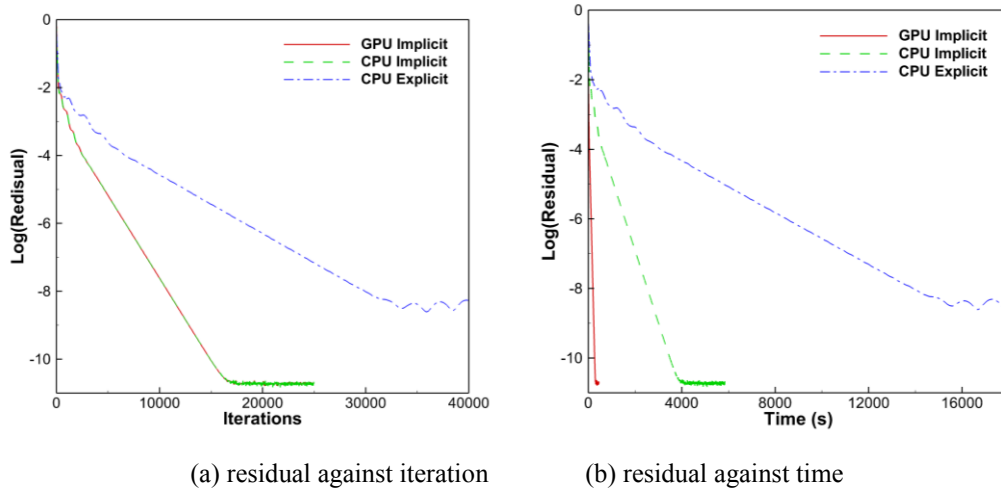 0
-2
-4
-6
-8
-10
Log(Redisual)
GPU Implicit
CPU Implicit
CPU Explicit
0 10000 20000 30000 40000
Iterations
0
-2
-4
-6
-8
-10
Log(Residual)
GPU Implicit
CPU Implicit
CPU Explicit
0 4000 8000 12000 16000
Time (s)
(a) residual against iteration (b) residual against time